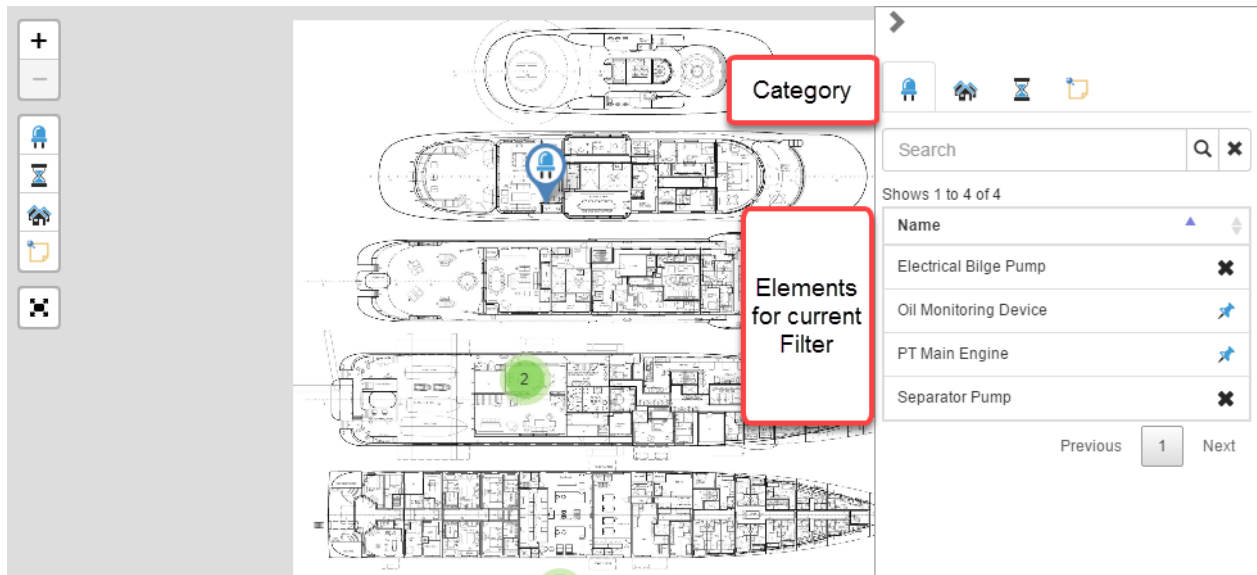 +
−
Category
Search
Shows 1 to 4 of 4
Name
Electrical Bilge Pump
Oil Monitoring Device
PT Main Engine
Separator Pump
Previous 1 Next
Elements
for current
Filter
2